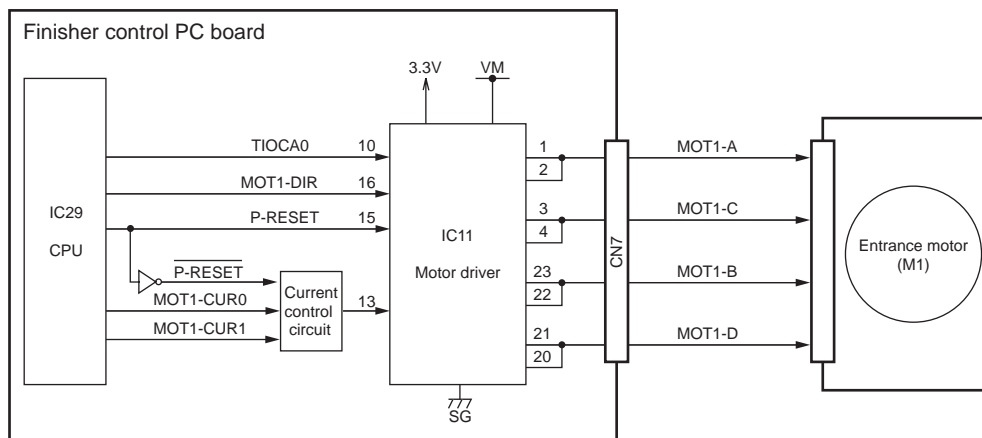 Finisher control PC board
3.3V
VM
IC29
CPU
TIOCA0
10
MOT1-DIR
16
P-RESET
15
P-RESET
MOT1-CUR0
MOT1-CUR1
Current
control
circuit
13
IC11
Motor driver
SG
1
2
3
4
23
22
21
20
CN7
MOT1-A
MOT1-C
MOT1-B
MOT1-D
Entrance motor
(M1)